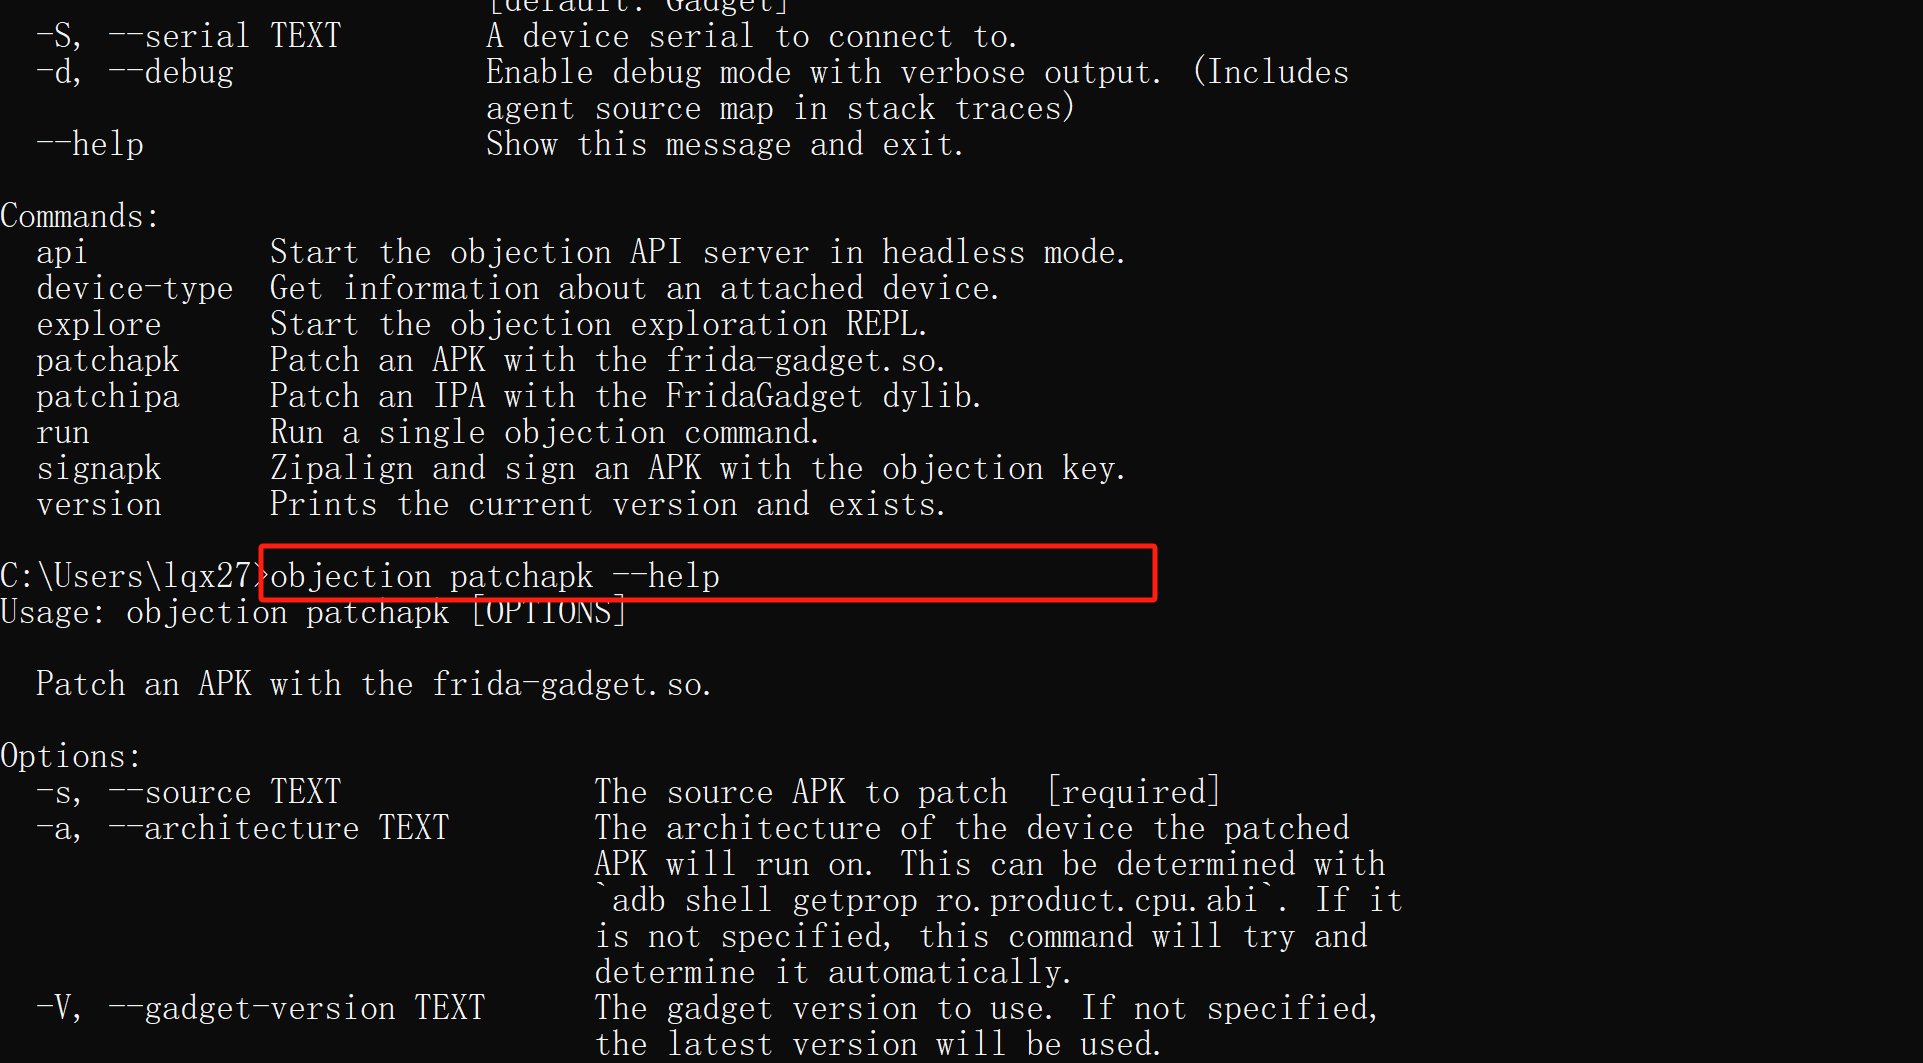 [default: Gadget]
-S, --serial TEXT A device serial to connect to.
-d, --debug Enable debug mode with verbose output. (Includes
agent source map in stack traces)
--help Show this message and exit.
Commands:
api Start the objection API server in headless mode.
device-type Get information about an attached device.
explore Start the objection exploration REPL.
patchapk Patch an APK with the frida-gadget.so.
patchipa Patch an IPA with the FridaGadget dylib.
run Run a single objection command.
signapk Zipalign and sign an APK with the objection key.
version Prints the current version and exists.
C:\Users\lqx27>objection patchapk --help
Usage: objection patchapk [OPTIONS]
Patch an APK with the frida-gadget.so.
Options:
-s, --source TEXT The source APK to patch [required]
-a, --architecture TEXT The architecture of the device the patched
APK will run on. This can be determined with
`adb shell getprop ro.product.cpu.abi`. If it
is not specified, this command will try and
determine it automatically.
-V, --gadget-version TEXT The gadget version to use. If not specified,
the latest version will be used.